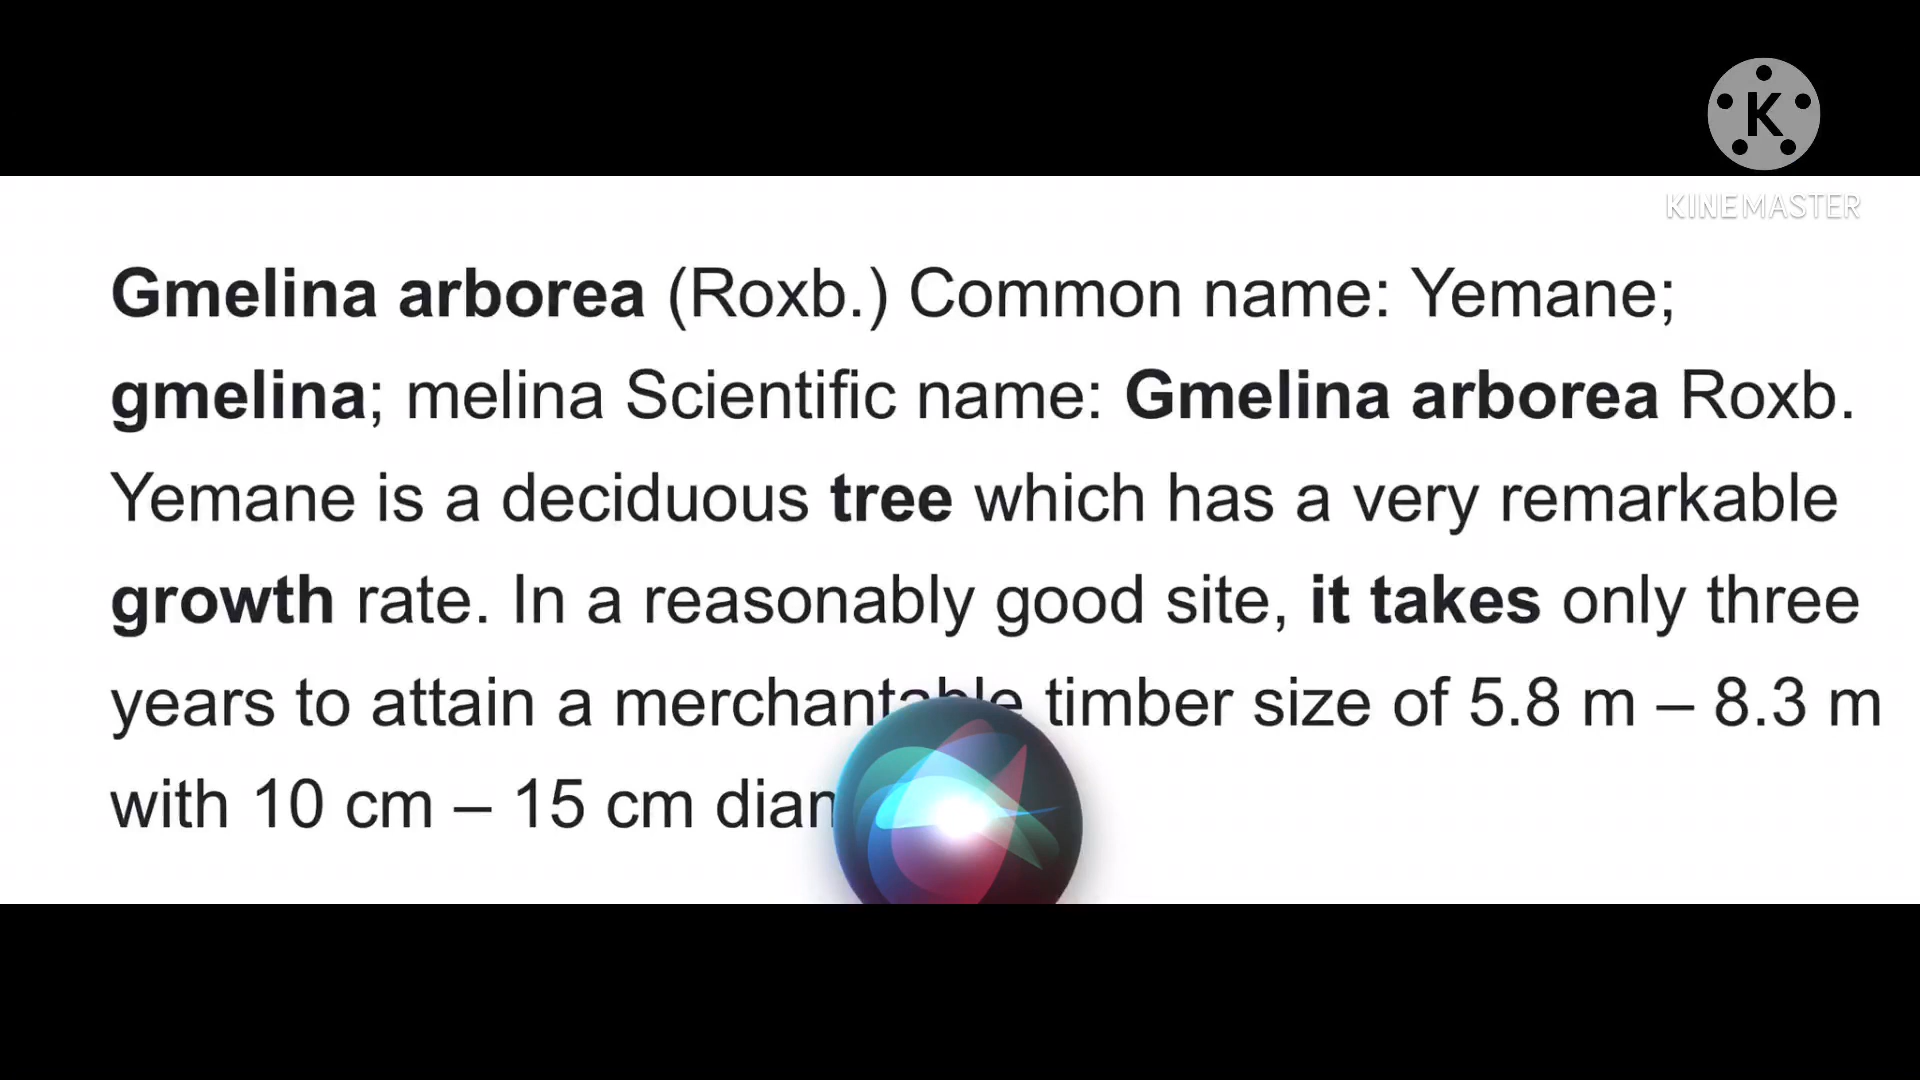 K
KINEMASTER
Gmelina arborea (Roxb.) Common name: Yemane;
gmelina; melina Scientific name: Gmelina arborea Roxb.
Yemane is a deciduous tree which has a very remarkable
growth rate. In a reasonably good site, it takes only three
years to attain a merchantable timber size of 5.8 m – 8.3 m
with 10 cm – 15 cm